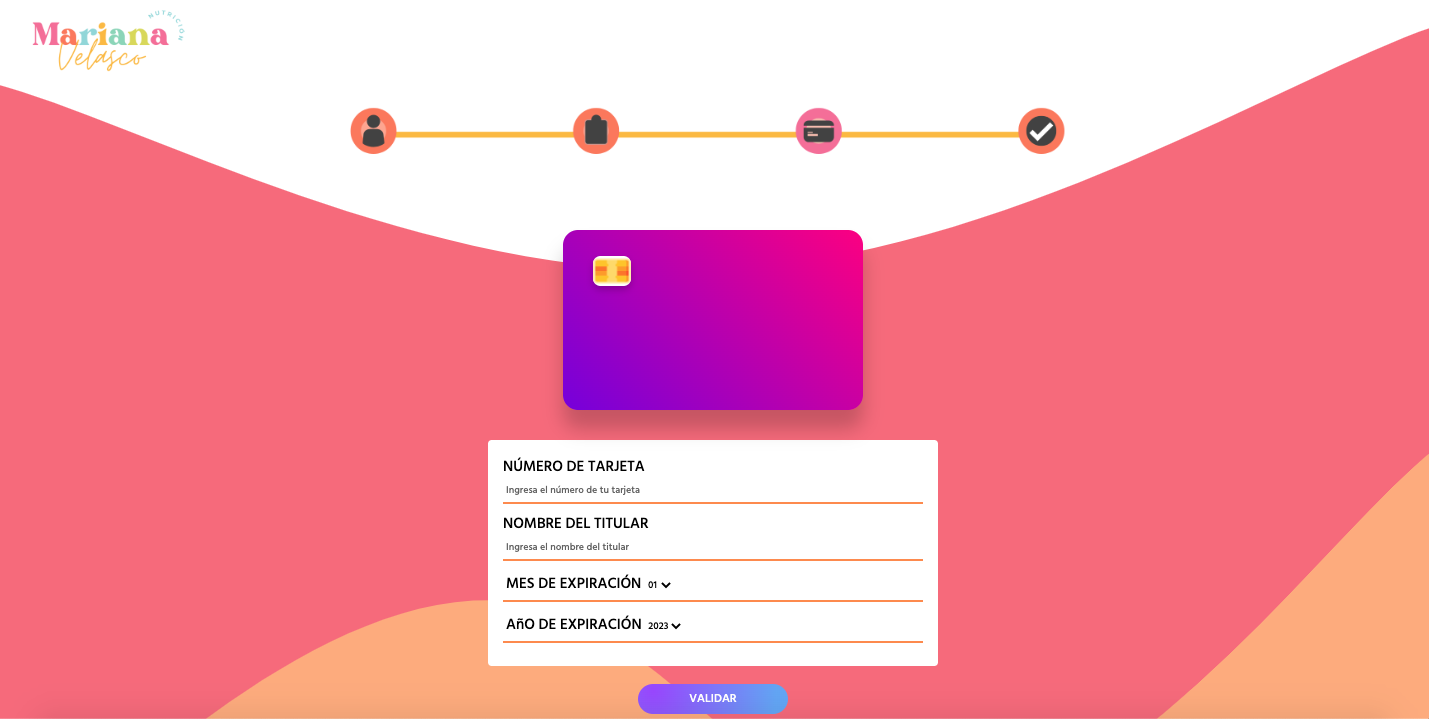 NUTRICIÓN
Mariana
Velasco
NÚMERO DE TARJETA
Ingresa el número de tu tarjeta
NOMBRE DEL TITULAR
Ingresa el nombre del titular
MES DE EXPIRACIÓN 01
AñO DE EXPIRACIÓN 2023
VALIDAR